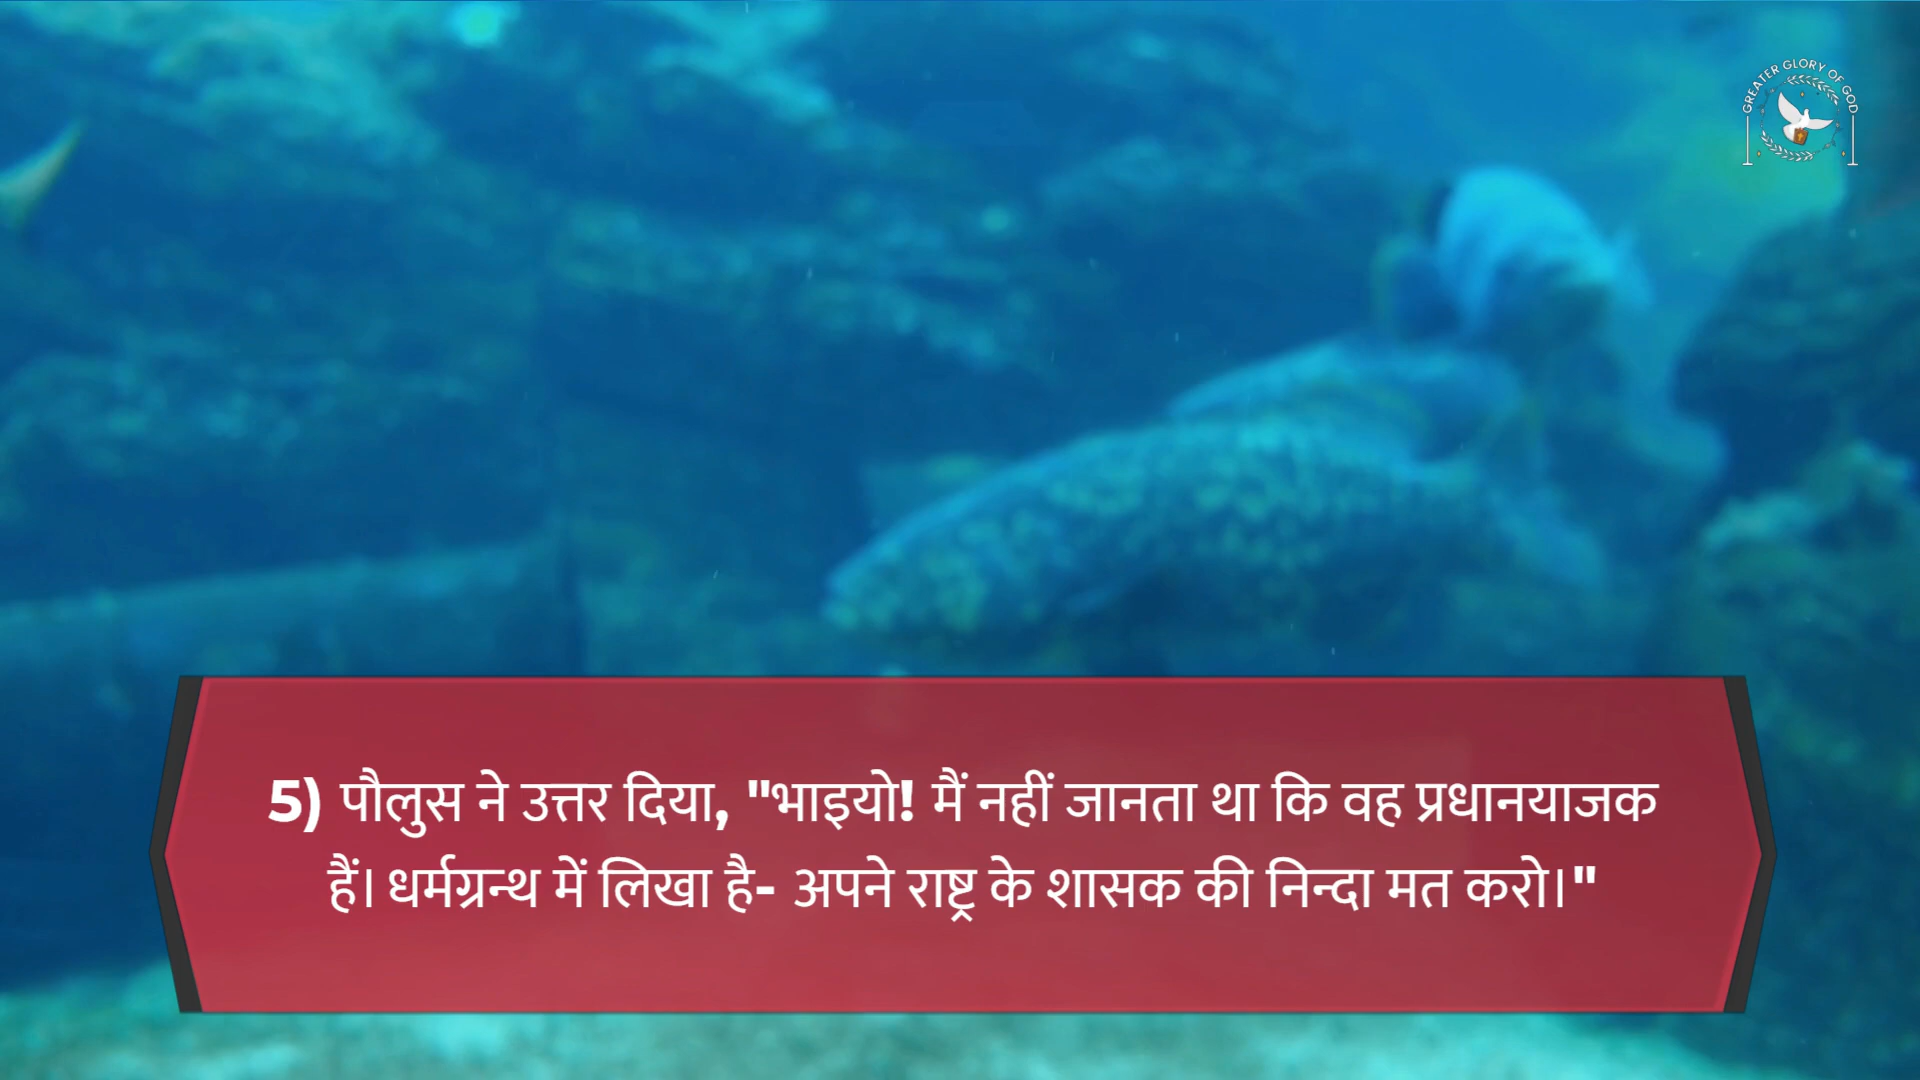 GREATER GLORY OF GOD
5) पौलुस ने उत्तर दिया, "भाइयो! मैं नहीं जानता था कि वह प्रधानयाजक
हैं। धर्मग्रन्थ में लिखा है- अपने राष्ट्र के शासक की निन्दा मत करो।"